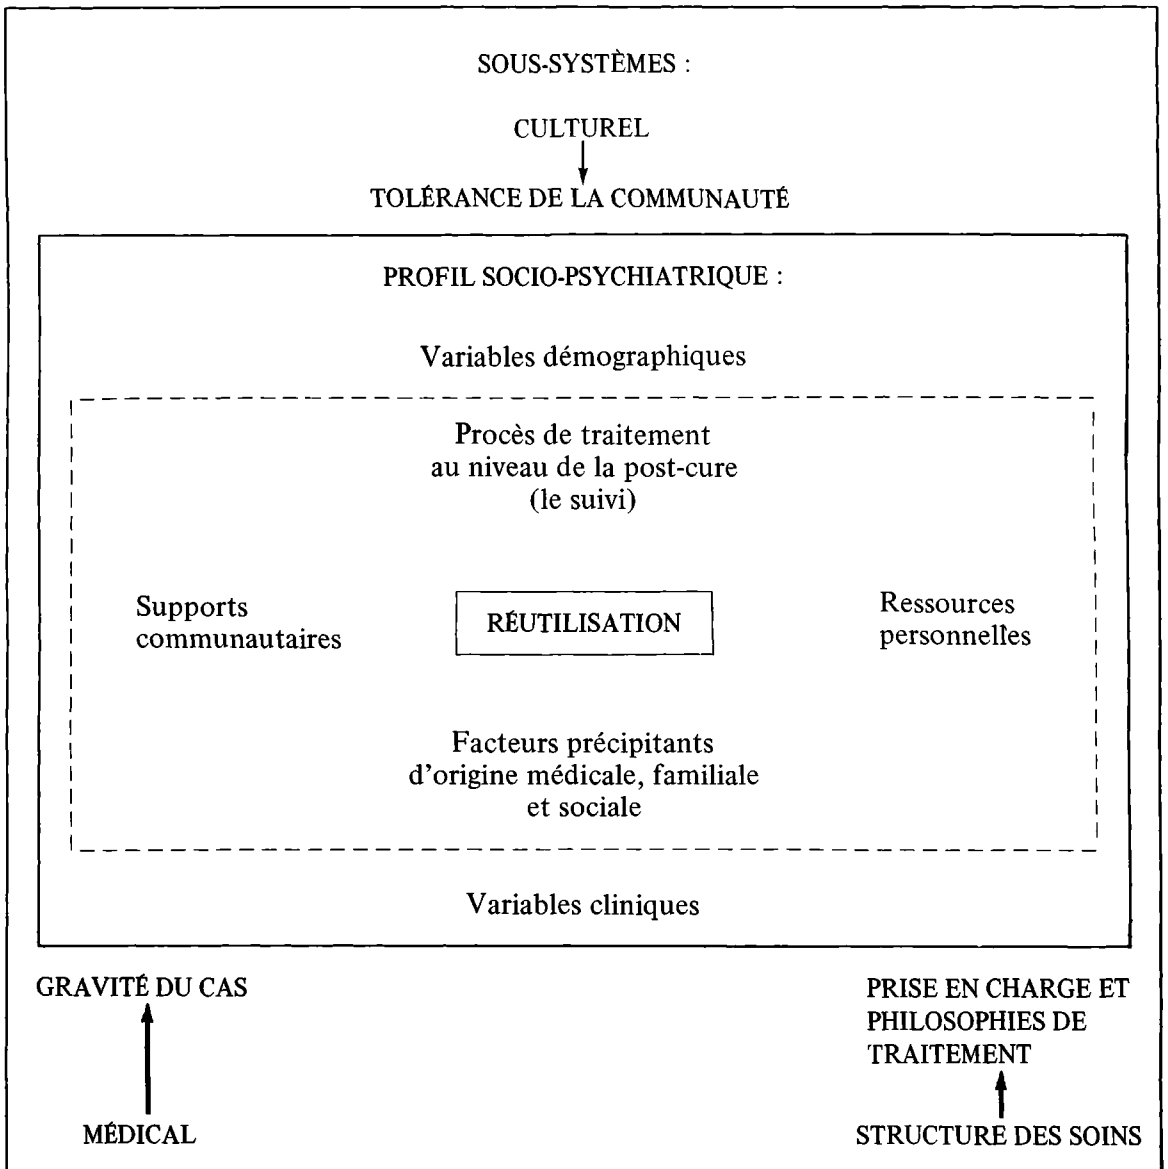 SOUS-SYSTÈMES :
CULTUREL
TOLÉRANCE DE LA COMMUNAUTÉ
PROFIL SOCIO-PSYCHIATRIQUE :
Variables démographiques
Procès de traitement
au niveau de la post-cure
(le suivi)
Supports
communautaires
RÉUTILISATION
Ressources
personnelles
Facteurs précipitants
d'origine médicale, familiale
et sociale
Variables cliniques
GRAVITÉ DU CAS
MÉDICAL
PRISE EN CHARGE ET
PHILOSOPHIES DE
TRAITEMENT
STRUCTURE DES SOINS